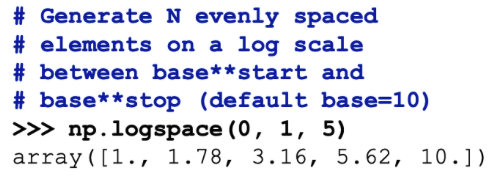 # Generate N evenly spaced
# elements on a log scale
# between base**start and
# base**stop (default base=10)
>>> np.logspace(0, 1, 5)
array([1., 1.78, 3.16, 5.62, 10.])